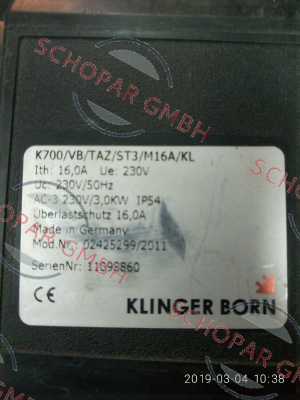 SCHOPAR GMBH
K700/VB/TAZ/ST3/M16A/KL
Ith: 16,0A Ue: 230V
Uc: 230V/50Hz
AC-3 230V/3,0KW IP54
Überlastschutz 16,0A
Made in Germany
Mod.Nr. 02425299/2011
SerienNr: 11098860
CE
KLINGER BORN
SCHOPAR GMBH
2019-03-04 10:38